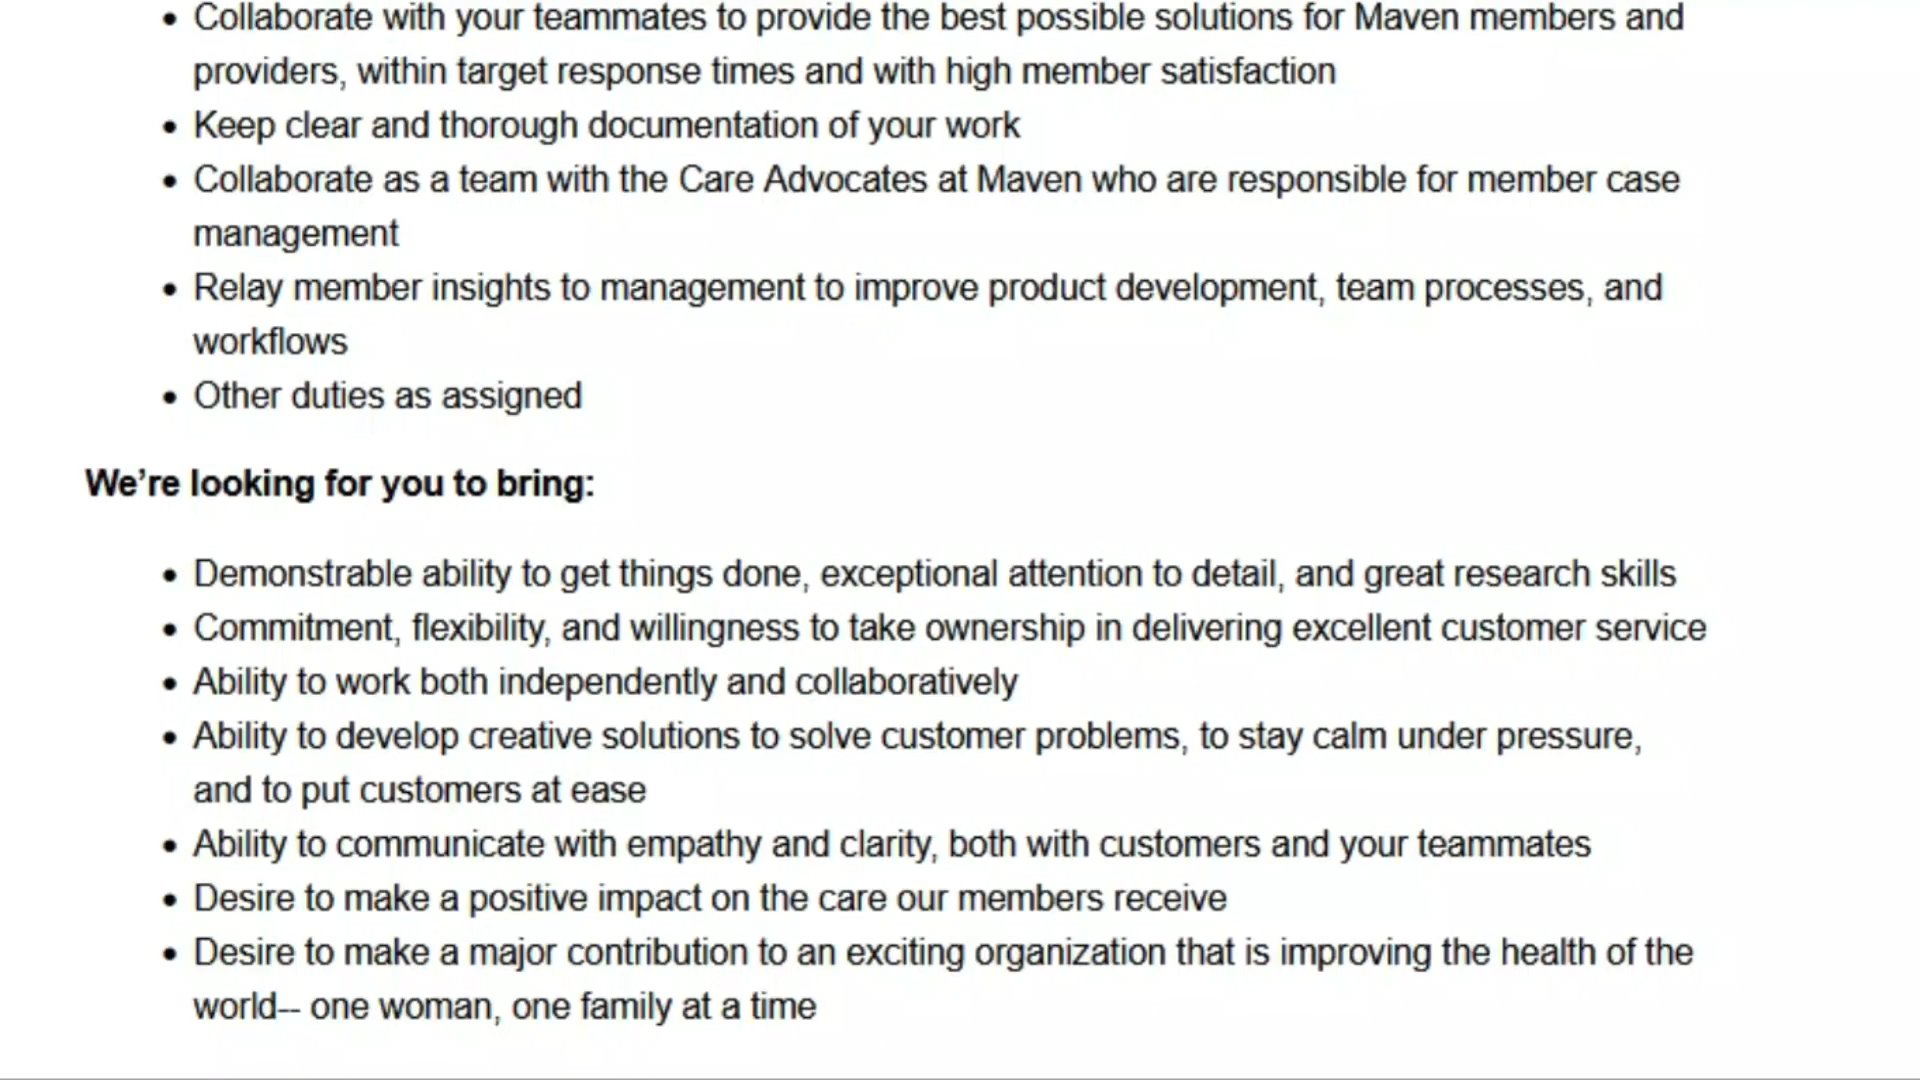 • Collaborate with your teammates to provide the best possible solutions for Maven members and
providers, within target response times and with high member satisfaction
• Keep clear and thorough documentation of your work
• Collaborate as a team with the Care Advocates at Maven who are responsible for member case
management
• Relay member insights to management to improve product development, team processes, and
workflows
• Other duties as assigned
We’re looking for you to bring:
• Demonstrable ability to get things done, exceptional attention to detail, and great research skills
• Commitment, flexibility, and willingness to take ownership in delivering excellent customer service
• Ability to work both independently and collaboratively
• Ability to develop creative solutions to solve customer problems, to stay calm under pressure,
and to put customers at ease
• Ability to communicate with empathy and clarity, both with customers and your teammates
• Desire to make a positive impact on the care our members receive
• Desire to make a major contribution to an exciting organization that is improving the health of the
world-- one woman, one family at a time